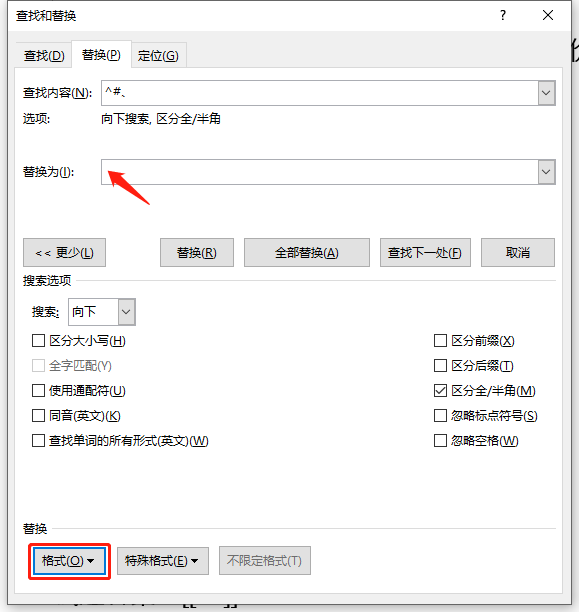 查找和替换
? ×
查找(D) 替换(P) 定位(G)
查找内容(N): ^#、
选项: 向下搜索, 区分全/半角
替换为(I):
<< 更少(L) 替换(R) 全部替换(A) 查找下一处(F) 取消
搜索选项
搜索: 向下
区分大小写(H) 区分前缀(X)
全字匹配(Y) 区分后缀(T)
使用通配符(U) 区分全/半角(M)
同音(英文)(K) 忽略标点符号(S)
查找单词的所有形式(英文)(W) 忽略空格(W)
替换
格式(O) 特殊格式(E) 不限定格式(T)